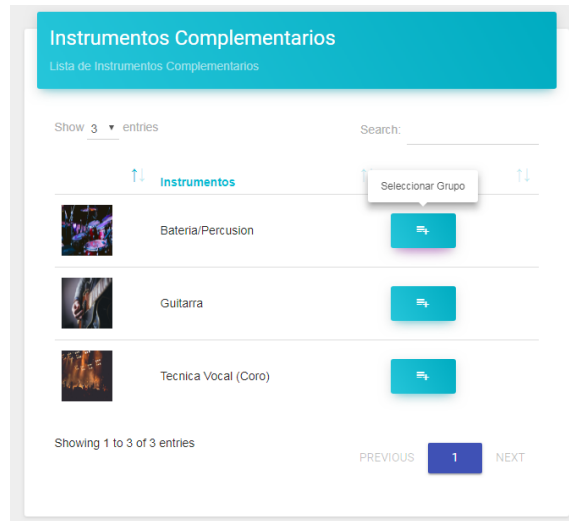 Instrumentos Complementarios
Lista de Instrumentos Complementarios
Show 3 entries
Search:
Instrumentos
Seleccionar Grupo
Bateria/Percusion
Guitarra
Tecnica Vocal (Coro)
Showing 1 to 3 of 3 entries
PREVIOUS 1 NEXT